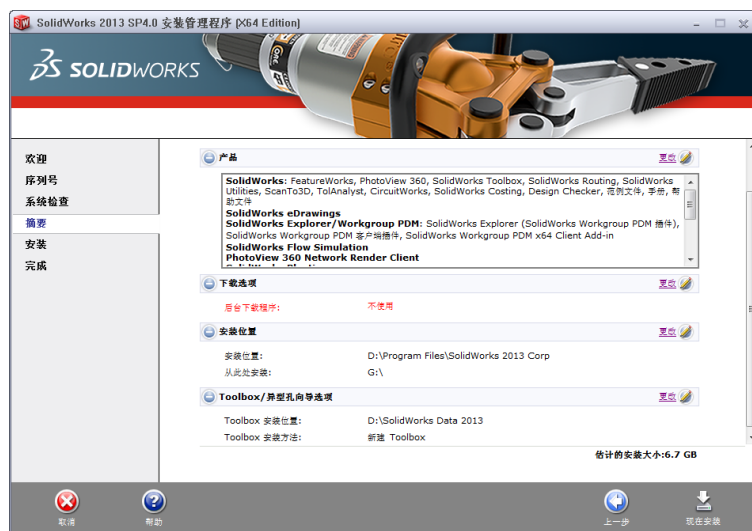 SolidWorks 2013 SP4.0 安装管理程序 (X64 Edition)
SOLIDWORKS
欢迎
序列号
系统检查
摘要
安装
完成
产品
更改
SolidWorks: FeatureWorks, PhotoView 360, SolidWorks Toolbox, SolidWorks Routing, SolidWorks
Utilities, ScanTo3D, TolAnalyst, CircuitWorks, SolidWorks Costing, Design Checker, 范例文件, 手册, 帮
助文件
SolidWorks eDrawings
SolidWorks Explorer/Workgroup PDM: SolidWorks Explorer (SolidWorks Workgroup PDM 插件),
SolidWorks Workgroup PDM 客户端插件, SolidWorks Workgroup PDM x64 Client Add-in
SolidWorks Flow Simulation
PhotoView 360 Network Render Client
下载选项
更改
后台下载程序:
不使用
安装位置
更改
安装位置:
D:\Program Files\SolidWorks 2013 Corp
从此处安装:
G:\
Toolbox/异型孔向导选项
更改
Toolbox 安装位置:
D:\SolidWorks Data 2013
Toolbox 安装方法:
新建 Toolbox
估计的安装大小:6.7 GB
取消
帮助
上一步
现在安装